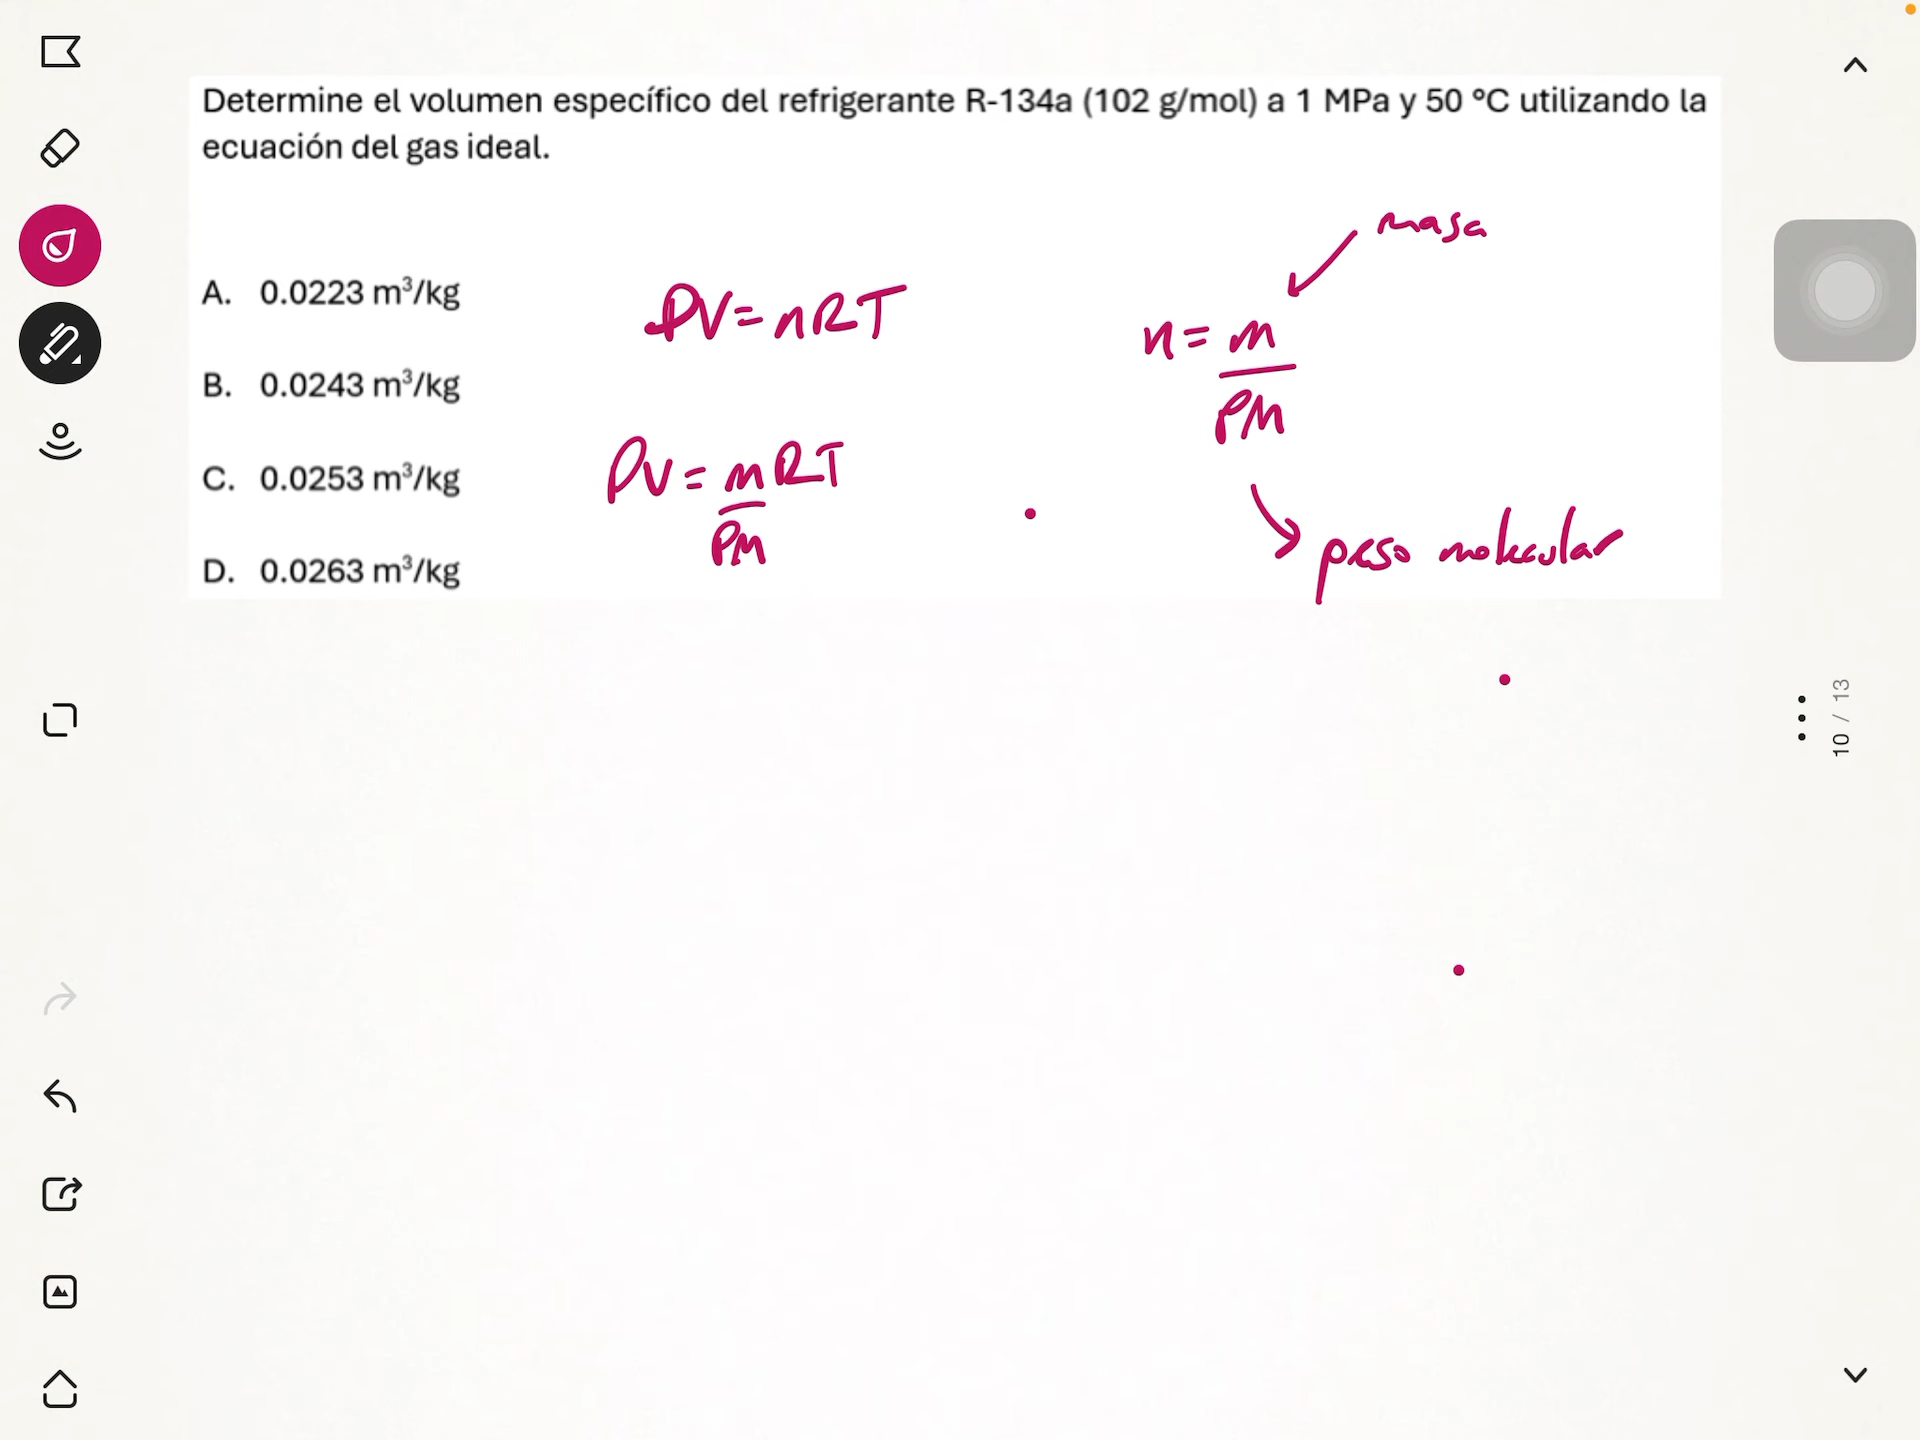 Determine el volumen específico del refrigerante R-134a (102 g/mol) a 1 MPa y 50 ºC utilizando la
ecuación del gas ideal.
A. 0.0223 m³/kg
B. 0.0243 m³/kg
C. 0.0253 m³/kg
D. 0.0263 m³/kg
PV=nRT
PV = mRT
PM
masa
n = m
PM
peso molecular
10 / 13